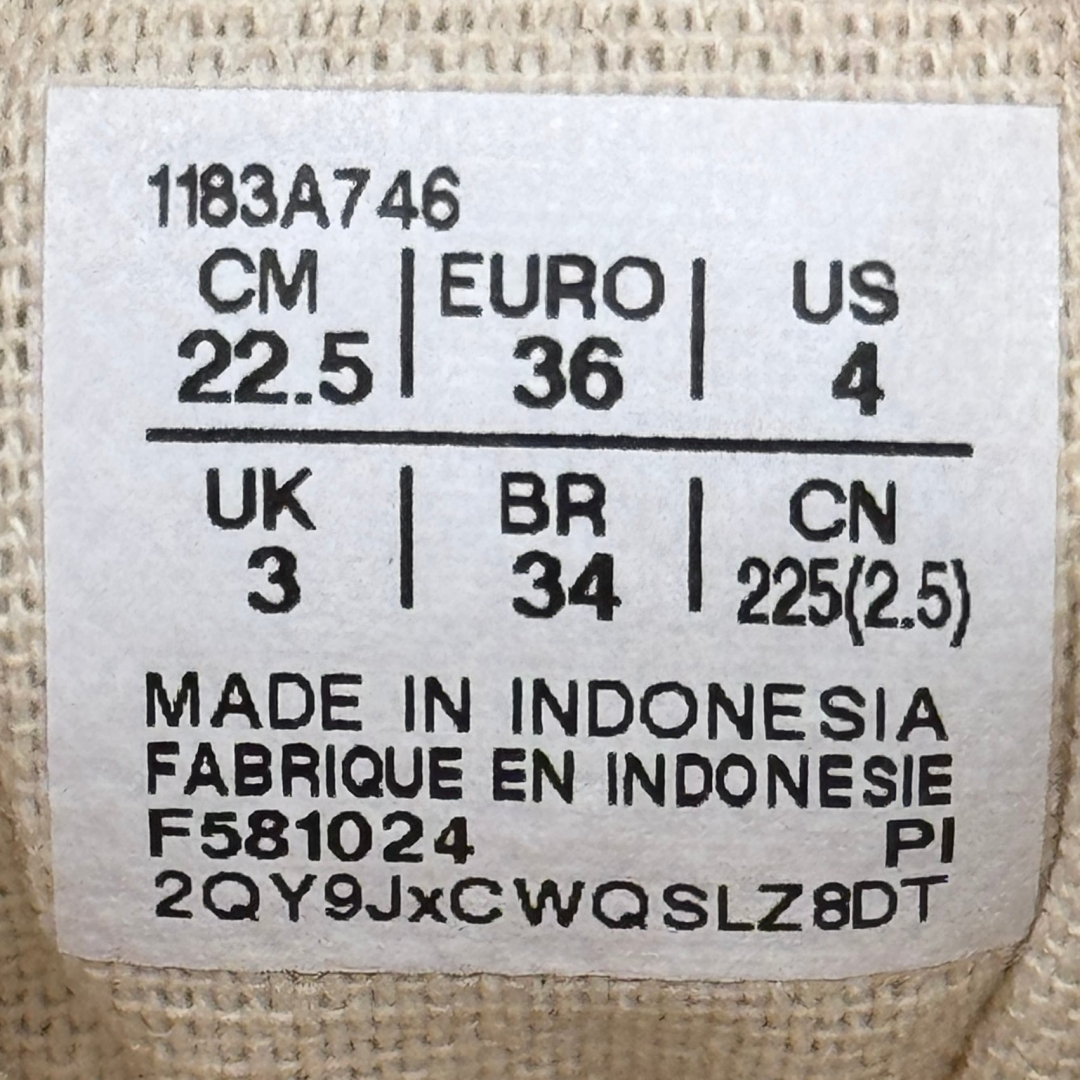 1183A746
CM EURO US
22.5 36 4
UK BR CN
3 34 225(2.5)
MADE IN INDONESIA
FABRIQUE EN INDONESIE
F581024 PI
2QY9JxCWQSLZ8DT